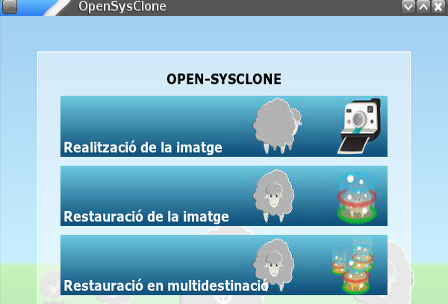 OpenSysClone
OPEN-SYSCLONE
Realització de la imatge
Restauració de la imatge
Restauració en multidestinació